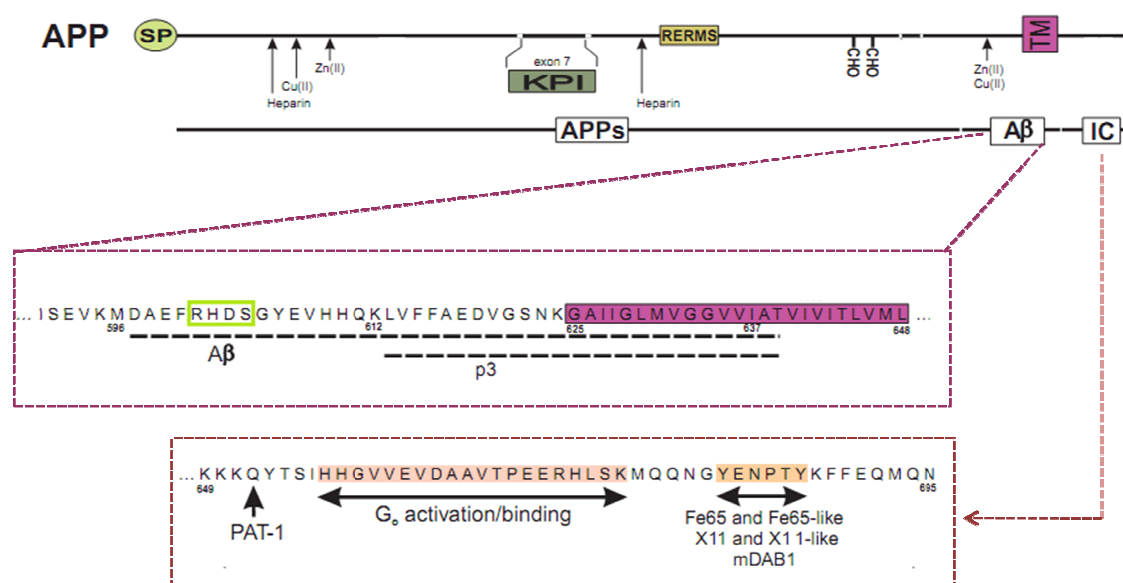 APP SP RERMS TM
exon 7
KPI
Zn(II)
Cu(II)
Heparin
Heparin
CHO CHO
Zn(II)
Cu(II)
APPs Aβ IC
... ISEVKMDAEFRHDSGYEVHHQKLVFFAEDVGSNKGAIIGLMVGGVVIATVIVITLVML ...
596 612 625 637 648
Aβ
p3
...KKKQYTSIHHGVVEVDAAVTPEERHLSKMQQNGYENPTYKFFEQMQN
649 695
PAT-1
Go activation/binding
Fe65 and Fe65-like
X11 and X11-like
mDAB1